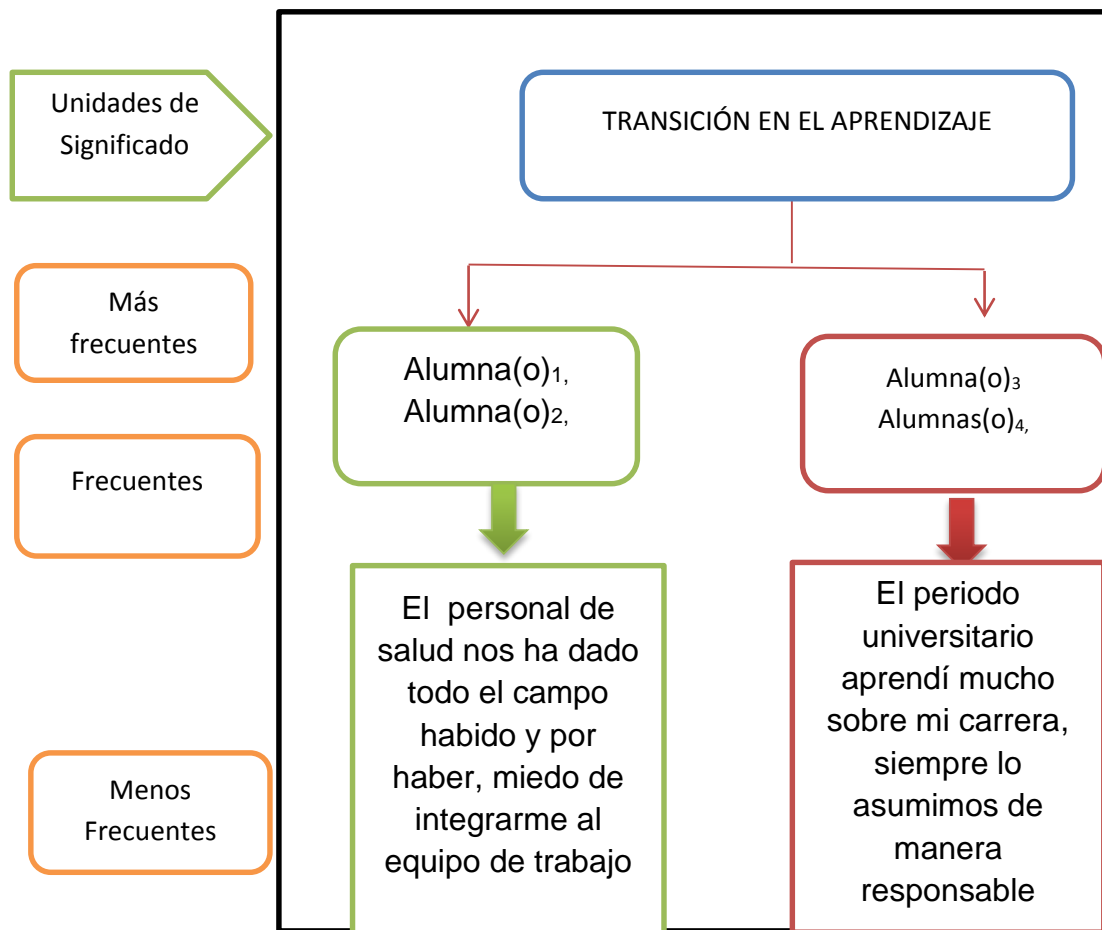 Unidades de
Significado
TRANSICIÓN EN EL APRENDIZAJE
Más
frecuentes
Alumna(o)1,
Alumna(o)2,
Alumna(o)3
Alumnas(o)4,
Frecuentes
El  personal de
salud nos ha dado
todo el campo
habido y por
haber, miedo de
integrarme al
equipo de trabajo
El periodo
universitario
aprendí mucho
sobre mi carrera,
siempre lo
asumimos de
manera
responsable
Menos
Frecuentes